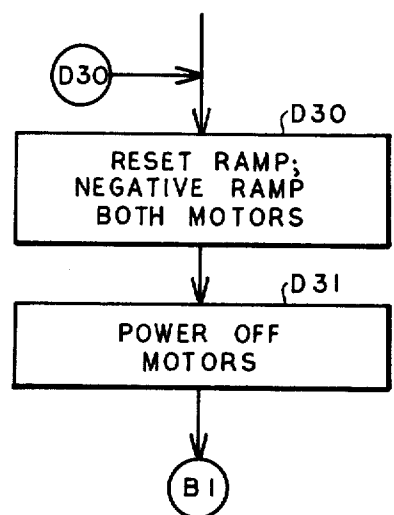 D30
D30
RESET RAMP;
NEGATIVE RAMP
BOTH MOTORS
D31
POWER OFF
MOTORS
B1